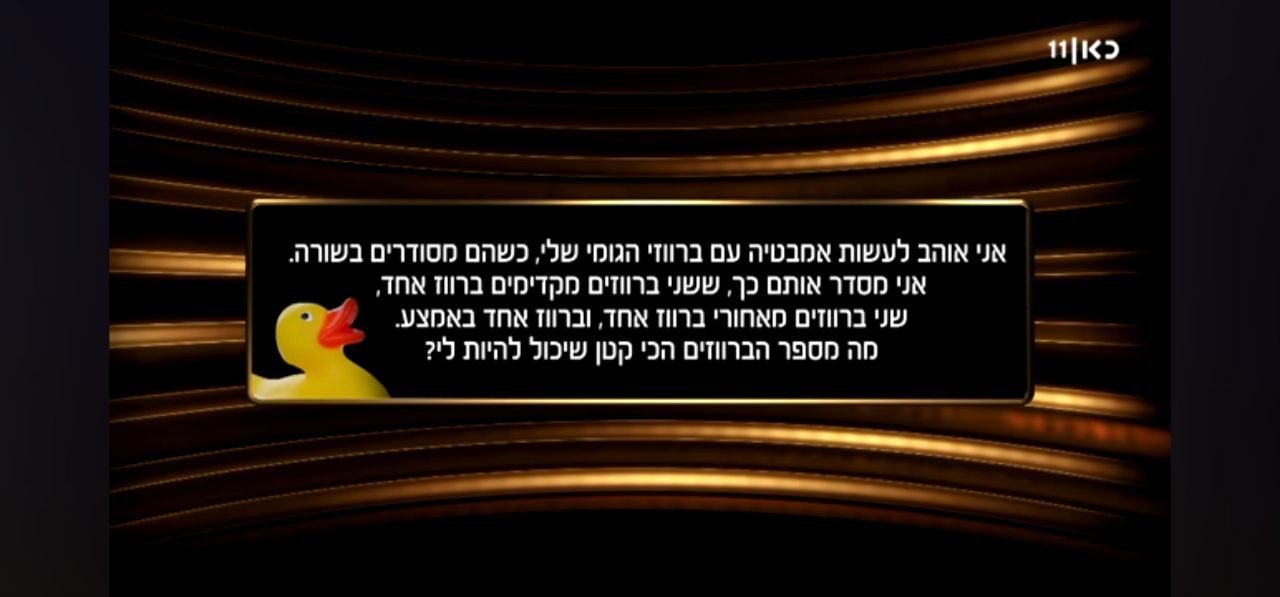 כאן|11
אני אוהב לעשות אמבטיה עם ברווזי הגומי שלי, כשהם מסודרים בשורה.
אני מסדר אותם כך, ששני ברווזים מקדימים ברווז אחד,
שני ברווזים מאחורי ברווז אחד, וברווז אחד באמצע.
מה מספר הברווזים הכי קטן שיכול להיות לי?